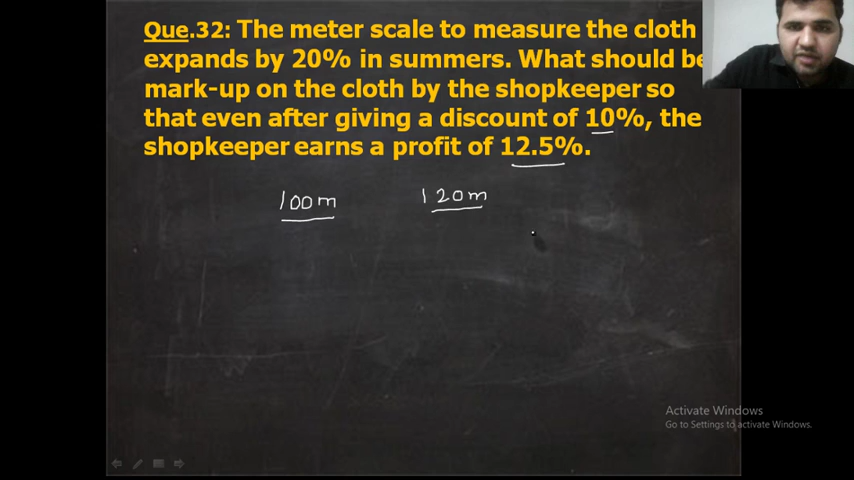 Que.32: The meter scale to measure the cloth
expands by 20% in summers. What should be
mark-up on the cloth by the shopkeeper so
that even after giving a discount of 10%, the
shopkeeper earns a profit of 12.5%.
100m 120m
Activate Windows
Go to Settings to activate Windows.